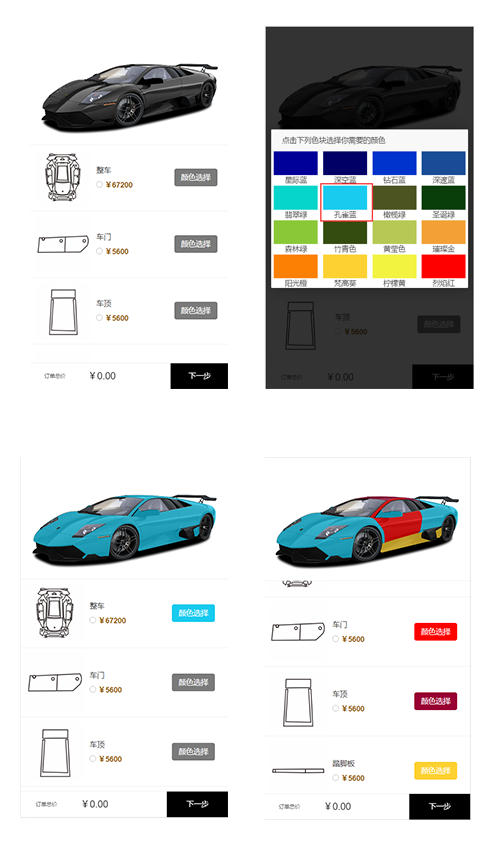 整车
¥67200
颜色选择
车门
¥5600
颜色选择
车顶
¥5600
颜色选择
订单总价
¥0.00
下一步
点击下列色块选择你需要的颜色
星际蓝
深空蓝
钻石蓝
深邃蓝
翡翠绿
孔雀蓝
橄榄绿
圣诞绿
森林绿
竹青色
黄莹色
璀璨金
阳光橙
梵高葵
柠檬黄
烈焰红
车顶
¥5600
颜色选择
订单总价
¥0.00
下一步
整车
¥67200
颜色选择
车门
¥5600
颜色选择
车顶
¥5600
颜色选择
订单总价
¥0.00
下一步
车门
¥5600
颜色选择
车顶
¥5600
颜色选择
踏脚板
¥5600
颜色选择
订单总价
¥0.00
下一步